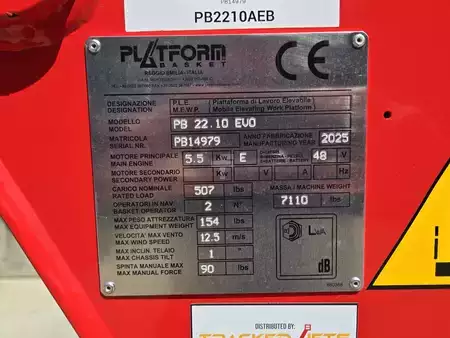 PB14979
PB2210AEB
PLATFORM
BASKET
REGGIO EMILIA - ITALIA
CE
DESIGNAZIONE P.L.E. Piattaforma di Lavoro Elevabile
DESIGNATION M.E.W.P. Mobile Elevating Work Platform
MODELLO
MODEL
PB 22.10 EVO
MATRICOLA
SERIAL NR.
PB14979
ANNO FABBRICAZIONE
MANUFACTURING YEAR
2025
MOTORE PRINCIPALE
MAIN ENGINE
5.5 Kw E 48 V
MOTORE SECONDARIO
SECONDARY POWER
Kw V Hz
CARICO NOMINALE
RATED LOAD
507 lbs
MASSA / MACHINE WEIGHT
7110 lbs
OPERATORI IN NAV.
BASKET OPERATOR
2 N°
MAX PESO ATTREZZATURA
MAX EQUIPMENT WEIGHT
154 lbs
VELOCITA' MAX VENTO
MAX WIND SPEED
12.5 m/s
MAX INCLIN. TELAIO
MAX CHASSIS TILT
1
SPINTA MANUALE MAX
MAX MANUAL FORCE
90 lbs
LWA
dB
DISTRIBUTED BY:
TRACKED LIFTS